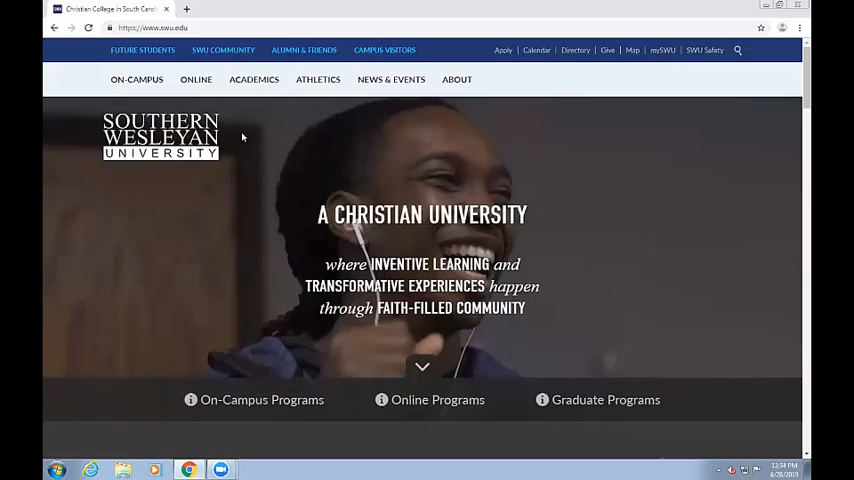 Christian College in South Carol
https://www.swu.edu
FUTURE STUDENTS SWU COMMUNITY ALUMNI & FRIENDS CAMPUS VISITORS Apply | Calendar | Directory | Give | Map | mySWU | SWU Safety
ON-CAMPUS ONLINE ACADEMICS ATHLETICS NEWS & EVENTS ABOUT
SOUTHERN
WESLEYAN
UNIVERSITY
A CHRISTIAN UNIVERSITY
where INVENTIVE LEARNING and
TRANSFORMATIVE EXPERIENCES happen
through FAITH-FILLED COMMUNITY
On-Campus Programs Online Programs Graduate Programs
12:34 PM
6/26/2019